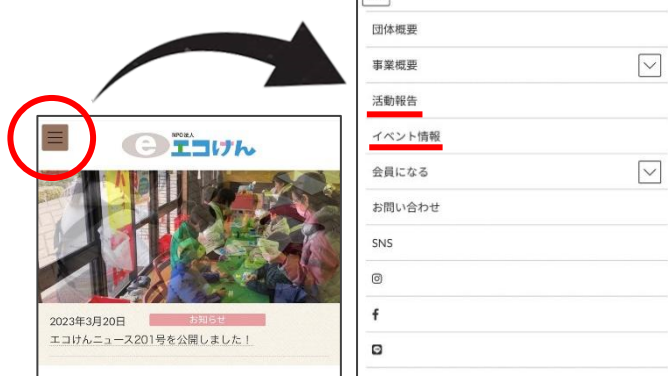 NPO法人
e エコけん
2023年3月20日 お知らせ
エコけんニュース201号を公開しました！
団体概要
事業概要
活動報告
イベント情報
会員になる
お問い合わせ
SNS